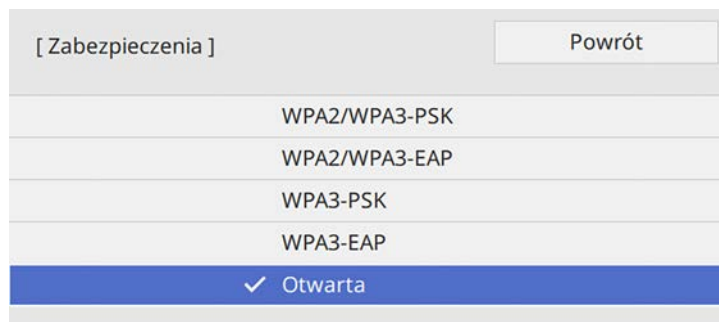 [ Zabezpieczenia ]
Powrót
WPA2/WPA3-PSK
WPA2/WPA3-EAP
WPA3-PSK
WPA3-EAP
✓ Otwarta